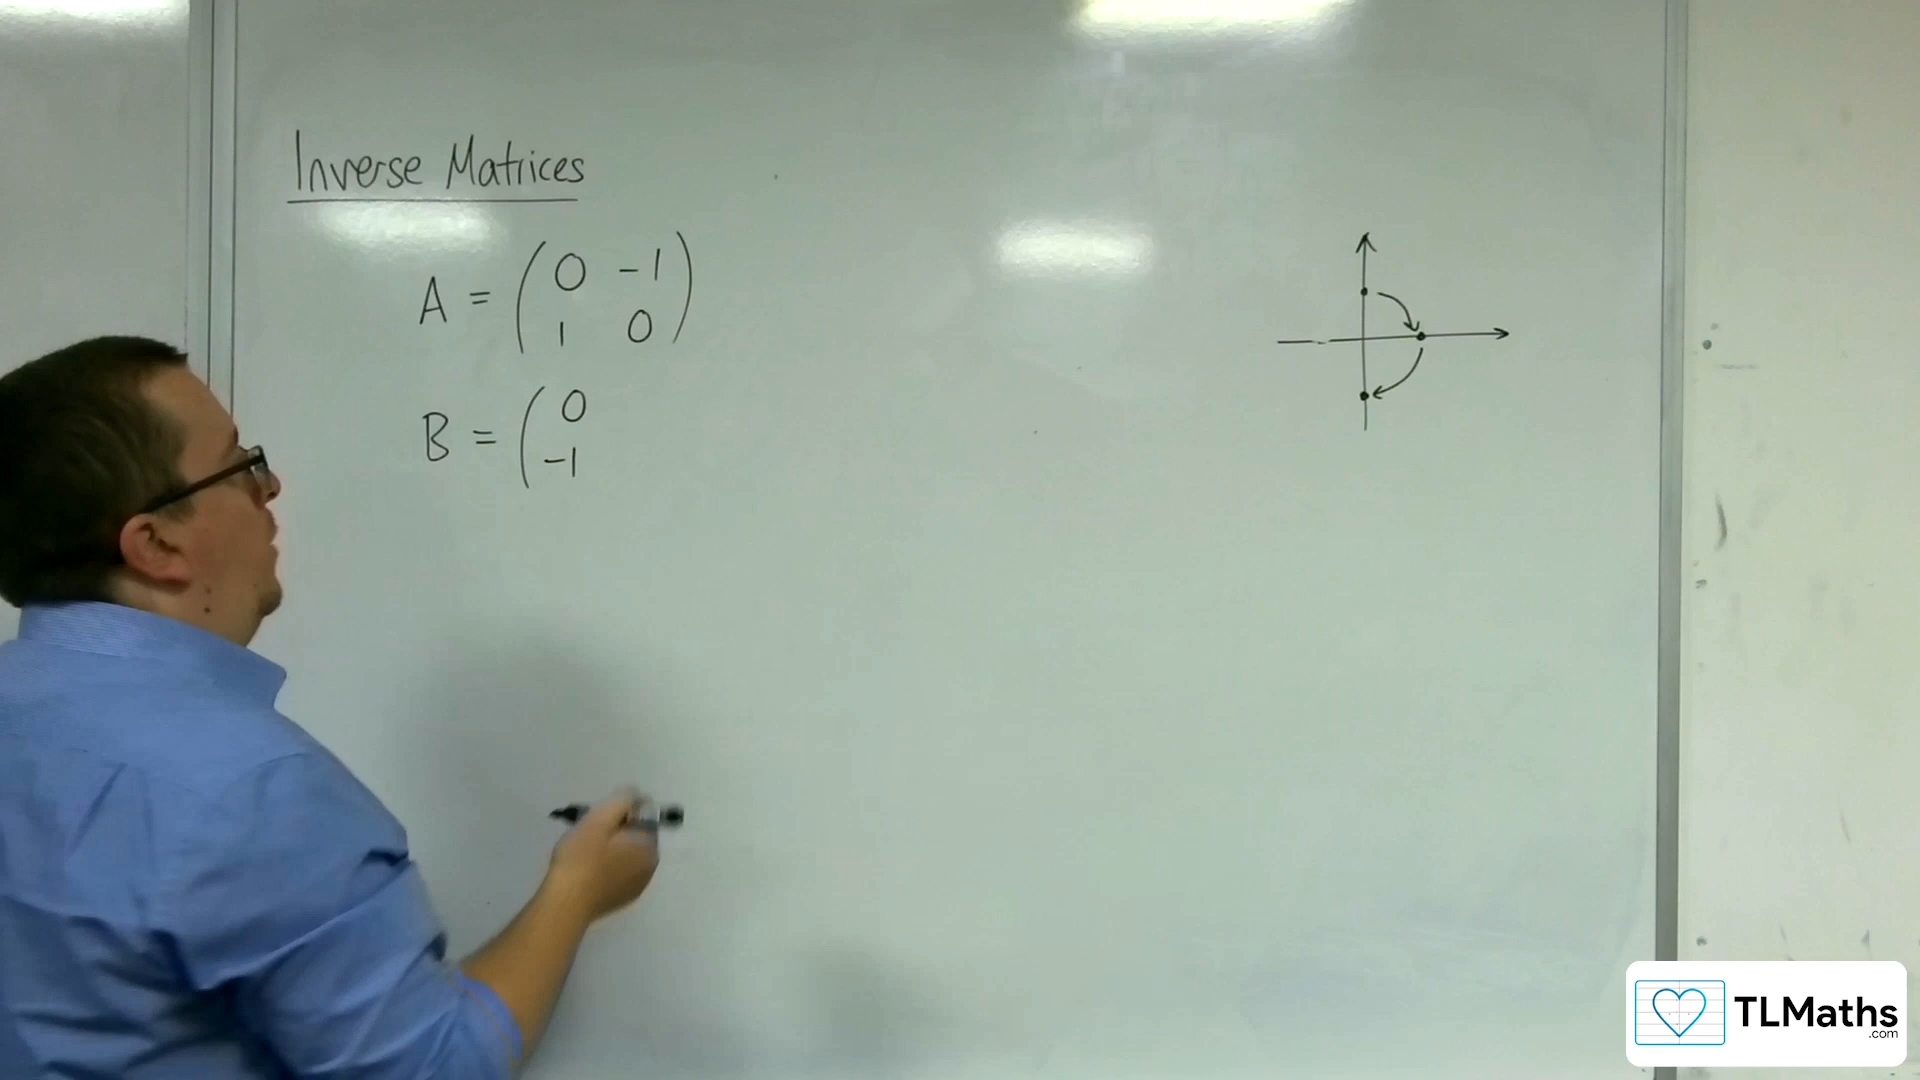 Inverse Matrices
A = ( 0 -1
1 0 )
B = ( 0
-1
TLMaths
.com